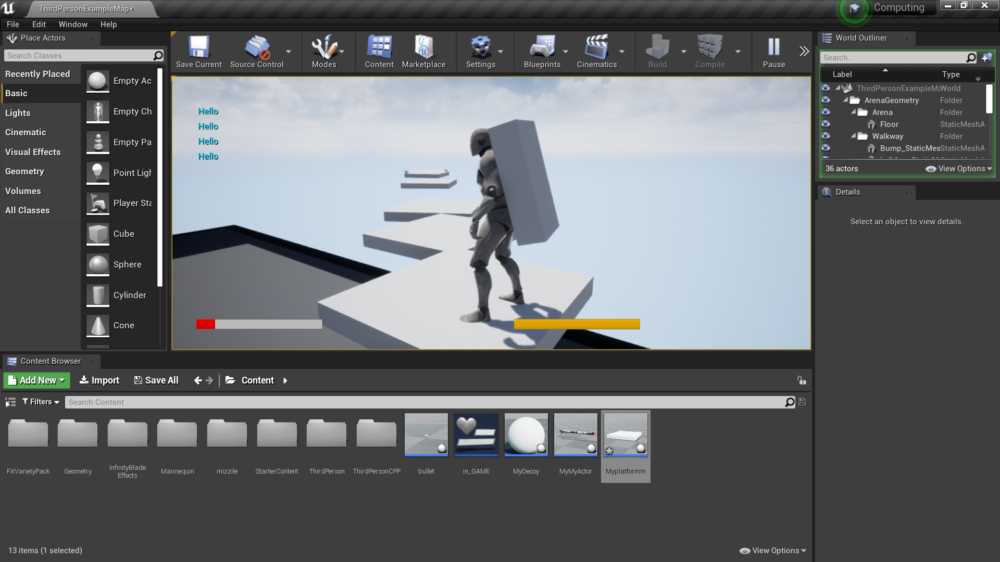 ThirdPersonExampleMap*
Computing
File Edit Window Help
Place Actors
Search Classes
Recently Placed
Basic
Lights
Cinematic
Visual Effects
Geometry
Volumes
All Classes
Empty Ac
Empty Ch
Empty Pa
Point Ligh
Player Sta
Cube
Sphere
Cylinder
Cone
Save Current
Source Control
Modes
Content
Marketplace
Settings
Blueprints
Cinematics
Build
Compile
Pause
Hello
Hello
Hello
Hello
World Outliner
Search...
Label Type
ThirdPersonExampleMa World
ArenaGeometry Folder
Arena Folder
Floor StaticMeshA
Walkway Folder
Bump_StaticMes StaticMeshA
36 actors View Options
Details
Select an object to view details.
Content Browser
Add New Import Save All Content
Filters Search Content
FXVarietyPack
Geometry
InfinityBlade
Effects
Mannequin
mizzile
StarterContent
ThirdPerson
ThirdPersonCPP
bullet
in_GAME
MyDecoy
MyMyActor
Myplatformm
13 items (1 selected) View Options